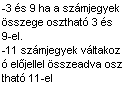 -3 és 9 ha a számjegyek
összege osztható 3 és
9-el.
-11 számjegyek váltakoz
ó előjellel összeadva osz
tható 11-el